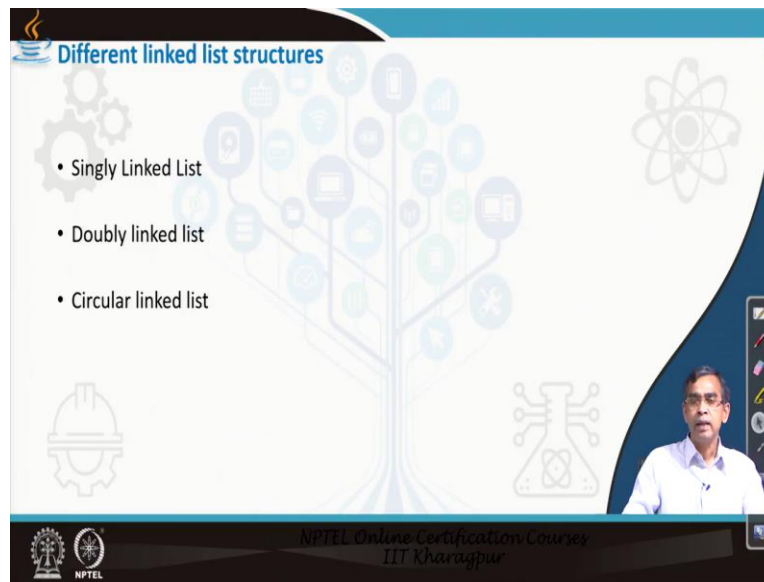 Different linked list structures
• Singly Linked List
• Doubly linked list
• Circular linked list
NPTEL Online Certification Courses
IIT Kharagpur
NPTEL